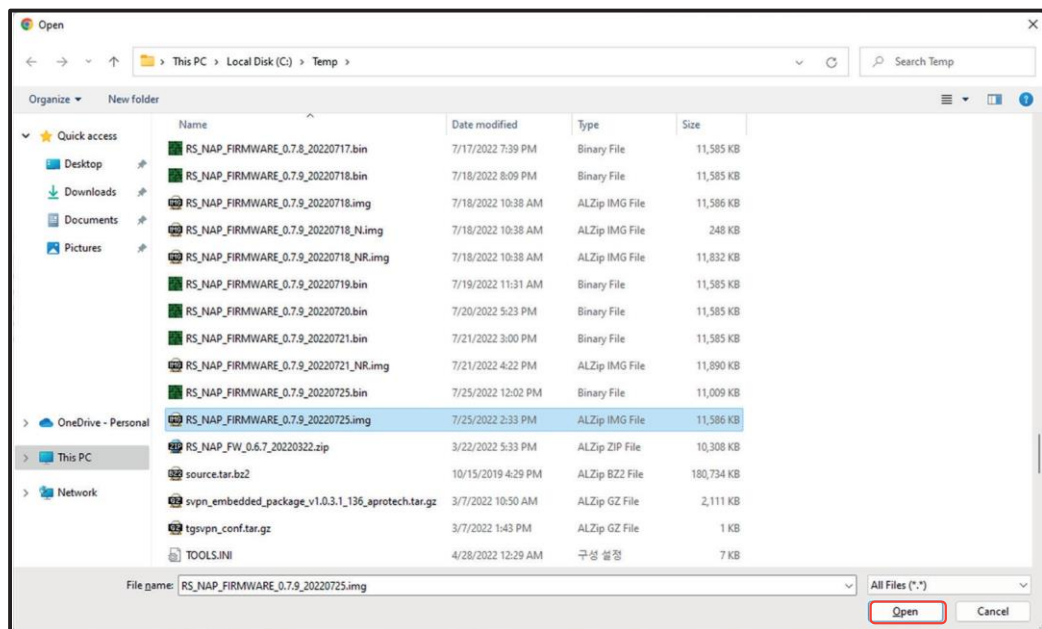 Open
This PC > Local Disk (C:) > Temp >
Search Temp
Organize
New folder
Name Date modified Type Size
Quick access
Desktop
Downloads
Documents
Pictures
OneDrive - Personal
This PC
Network
RS_NAP_FIRMWARE_0.7.8_20220717.bin 7/17/2022 7:39 PM Binary File 11,585 KB
RS_NAP_FIRMWARE_0.7.9_20220718.bin 7/18/2022 8:09 PM Binary File 11,585 KB
RS_NAP_FIRMWARE_0.7.9_20220718.img 7/18/2022 10:38 AM ALZip IMG File 11,586 KB
RS_NAP_FIRMWARE_0.7.9_20220718_N.img 7/18/2022 10:38 AM ALZip IMG File 248 KB
RS_NAP_FIRMWARE_0.7.9_20220718_NR.img 7/18/2022 10:38 AM ALZip IMG File 11,832 KB
RS_NAP_FIRMWARE_0.7.9_20220719.bin 7/19/2022 11:31 AM Binary File 11,585 KB
RS_NAP_FIRMWARE_0.7.9_20220720.bin 7/20/2022 5:23 PM Binary File 11,585 KB
RS_NAP_FIRMWARE_0.7.9_20220721.bin 7/21/2022 3:00 PM Binary File 11,585 KB
RS_NAP_FIRMWARE_0.7.9_20220721_NR.img 7/21/2022 4:22 PM ALZip IMG File 11,890 KB
RS_NAP_FIRMWARE_0.7.9_20220725.bin 7/25/2022 12:02 PM Binary File 11,009 KB
RS_NAP_FIRMWARE_0.7.9_20220725.img 7/25/2022 2:33 PM ALZip IMG File 11,586 KB
RS_NAP_FW_0.6.7_20220322.zip 3/22/2022 5:33 PM ALZip ZIP File 10,308 KB
source.tar.bz2 10/15/2019 4:29 PM ALZip BZ2 File 180,734 KB
svpn_embedded_package_v1.0.3.1_136_aprotech.tar.gz 3/7/2022 10:50 AM ALZip GZ File 2,111 KB
tgsvpn_conf.tar.gz 3/7/2022 1:43 PM ALZip GZ File 1 KB
TOOLS.INI 4/28/2022 12:29 AM 구성 설정 7 KB
File name: RS_NAP_FIRMWARE_0.7.9_20220725.img
All Files (*.*)
Open
Cancel